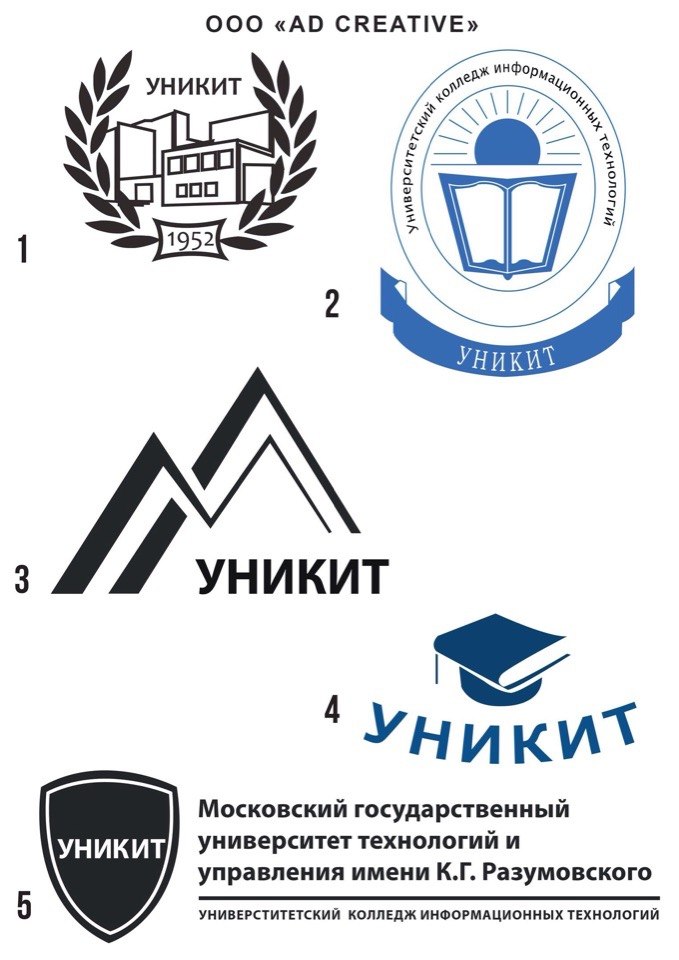 ООО «AD CREATIVE»
УНИКИТ
1952
1
Университетский колледж информационных технологий
УНИКИТ
2
УНИКИТ
3
УНИКИТ
4
УНИКИТ
5
Московский государственный
университет технологий и
управления имени К.Г. Разумовского
УНИВЕРСТИТЕТСКИЙ КОЛЛЕДЖ ИНФОРМАЦИОННЫХ ТЕХНОЛОГИЙ